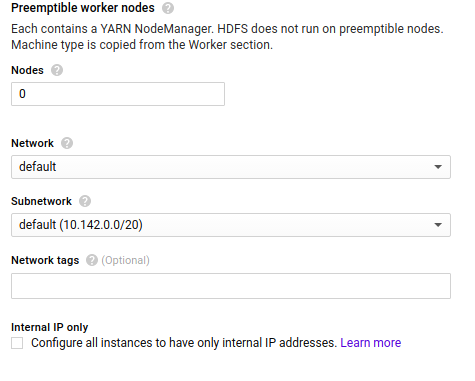 Preemptible worker nodes ?
Each contains a YARN NodeManager. HDFS does not run on preemptible nodes.
Machine type is copied from the Worker section.
Nodes ?
0
Network ?
default
Subnetwork ?
default (10.142.0.0/20)
Network tags ? (Optional)
Internal IP only
Configure all instances to have only internal IP addresses. Learn more